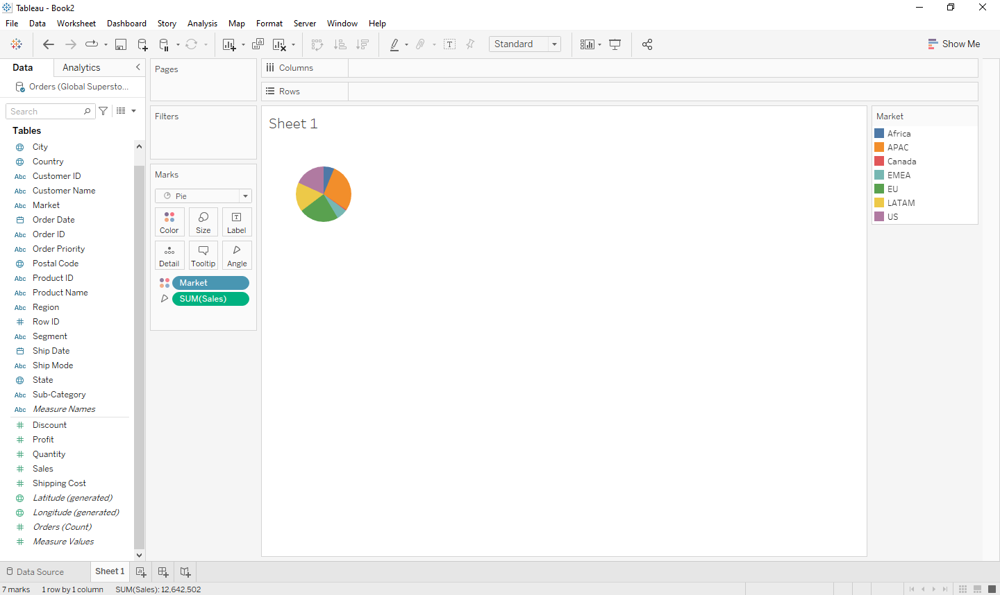 Tableau - Book2
File Data Worksheet Dashboard Story Analysis Map Format Server Window Help
Standard
Show Me
Data Analytics
Orders (Global Supersto...
Search
Tables
City
Country
Abc Customer ID
Abc Customer Name
Abc Market
Order Date
Abc Order ID
Abc Order Priority
Postal Code
Abc Product ID
Abc Product Name
Abc Region
# Row ID
Abc Segment
Ship Date
Abc Ship Mode
State
Abc Sub-Category
Abc Measure Names
# Discount
# Profit
# Quantity
# Sales
# Shipping Cost
Latitude (generated)
Longitude (generated)
# Orders (Count)
# Measure Values
Pages
Filters
Marks
Pie
Color Size Label
Detail Tooltip Angle
Market
SUM(Sales)
Columns
Rows
Sheet 1
Market
Africa
APAC
Canada
EMEA
EU
LATAM
US
Data Source Sheet 1
7 marks 1 row by 1 column SUM(Sales): 12,642,502